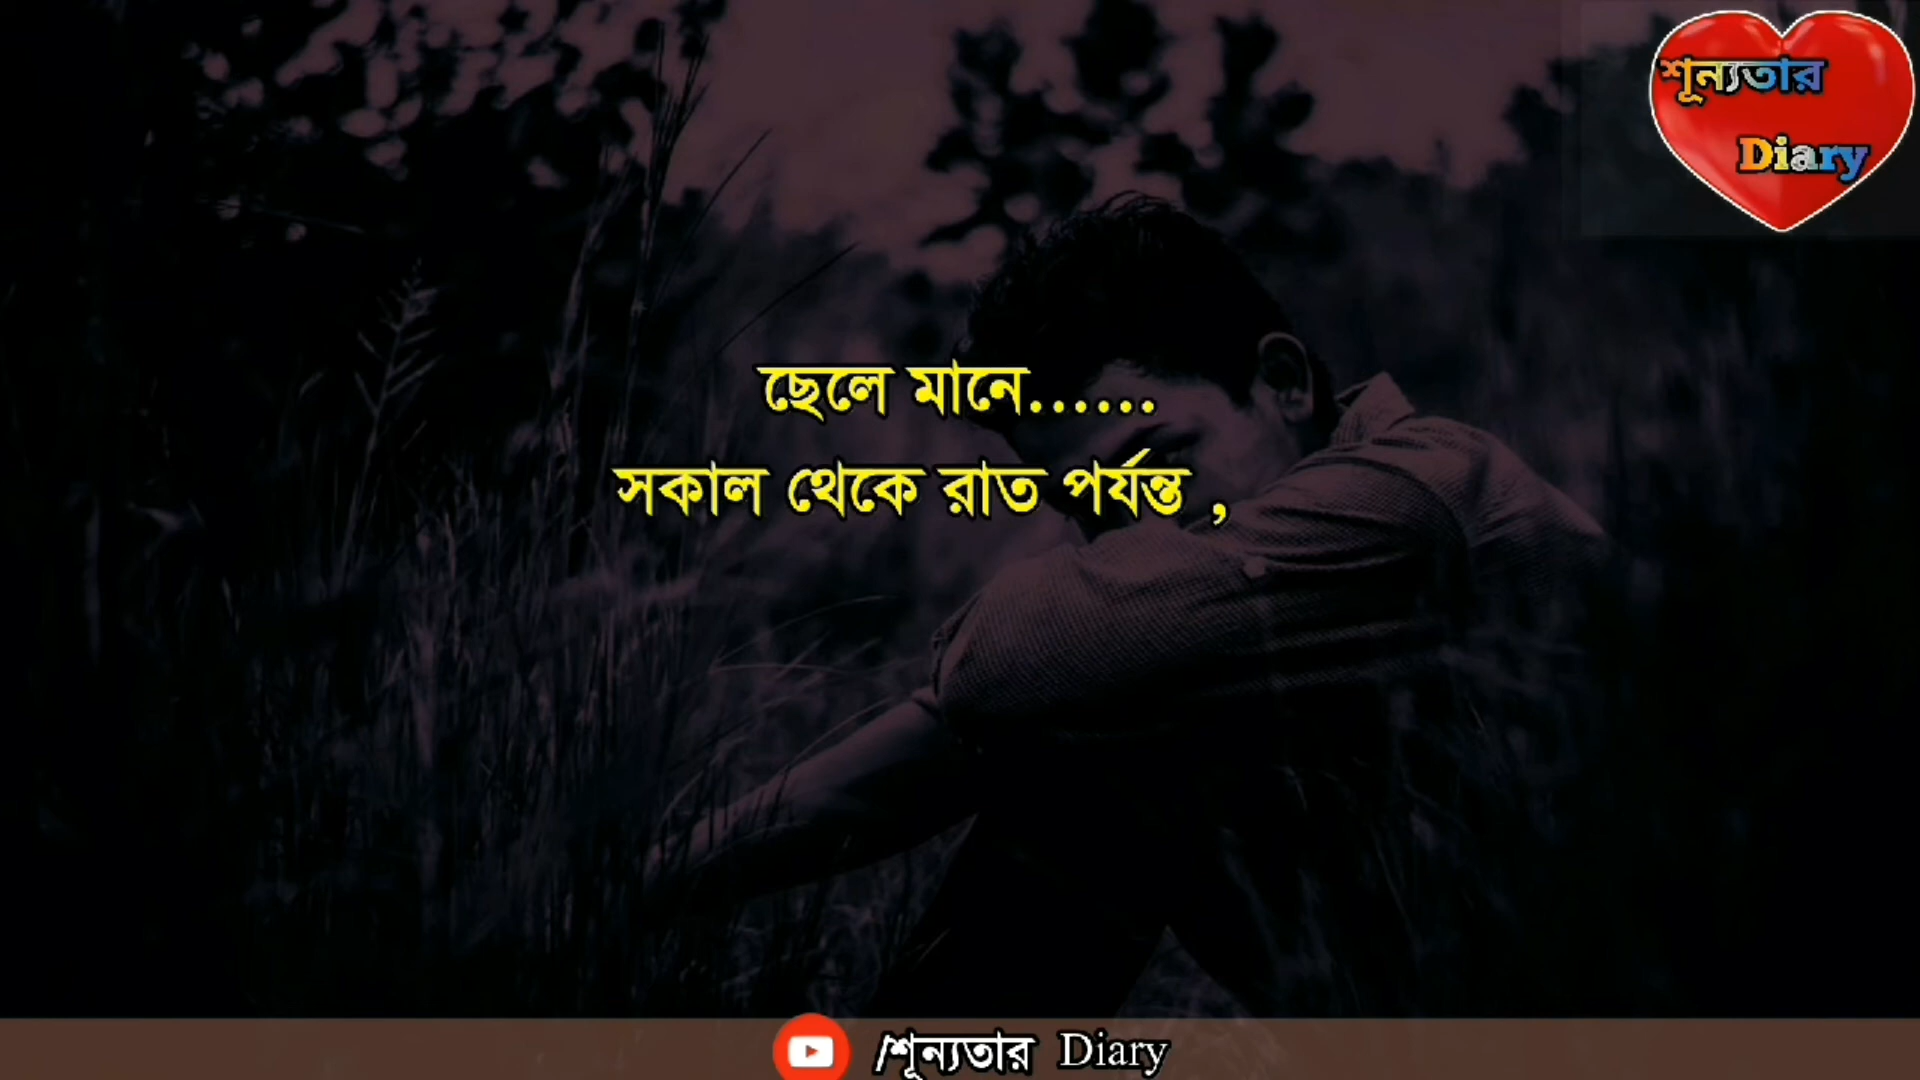 শূন্যতার
Diary
ছেলে মানে......
সকাল থেকে রাত পর্যন্ত ,
/শূন্যতার Diary